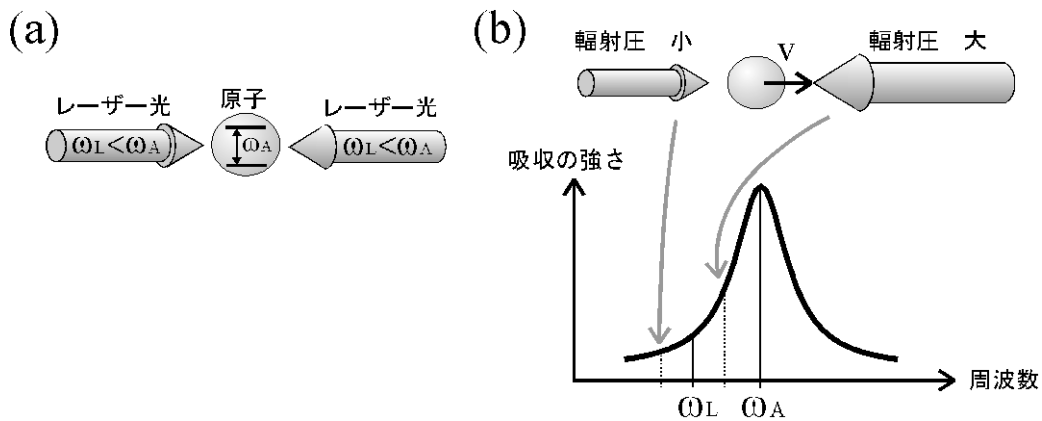 (a)
レーザー光
原子
レーザー光
ωL<ωA
ωA
ωL<ωA
(b)
輻射圧 小
V
輻射圧 大
吸収の強さ
周波数
ωL
ωA